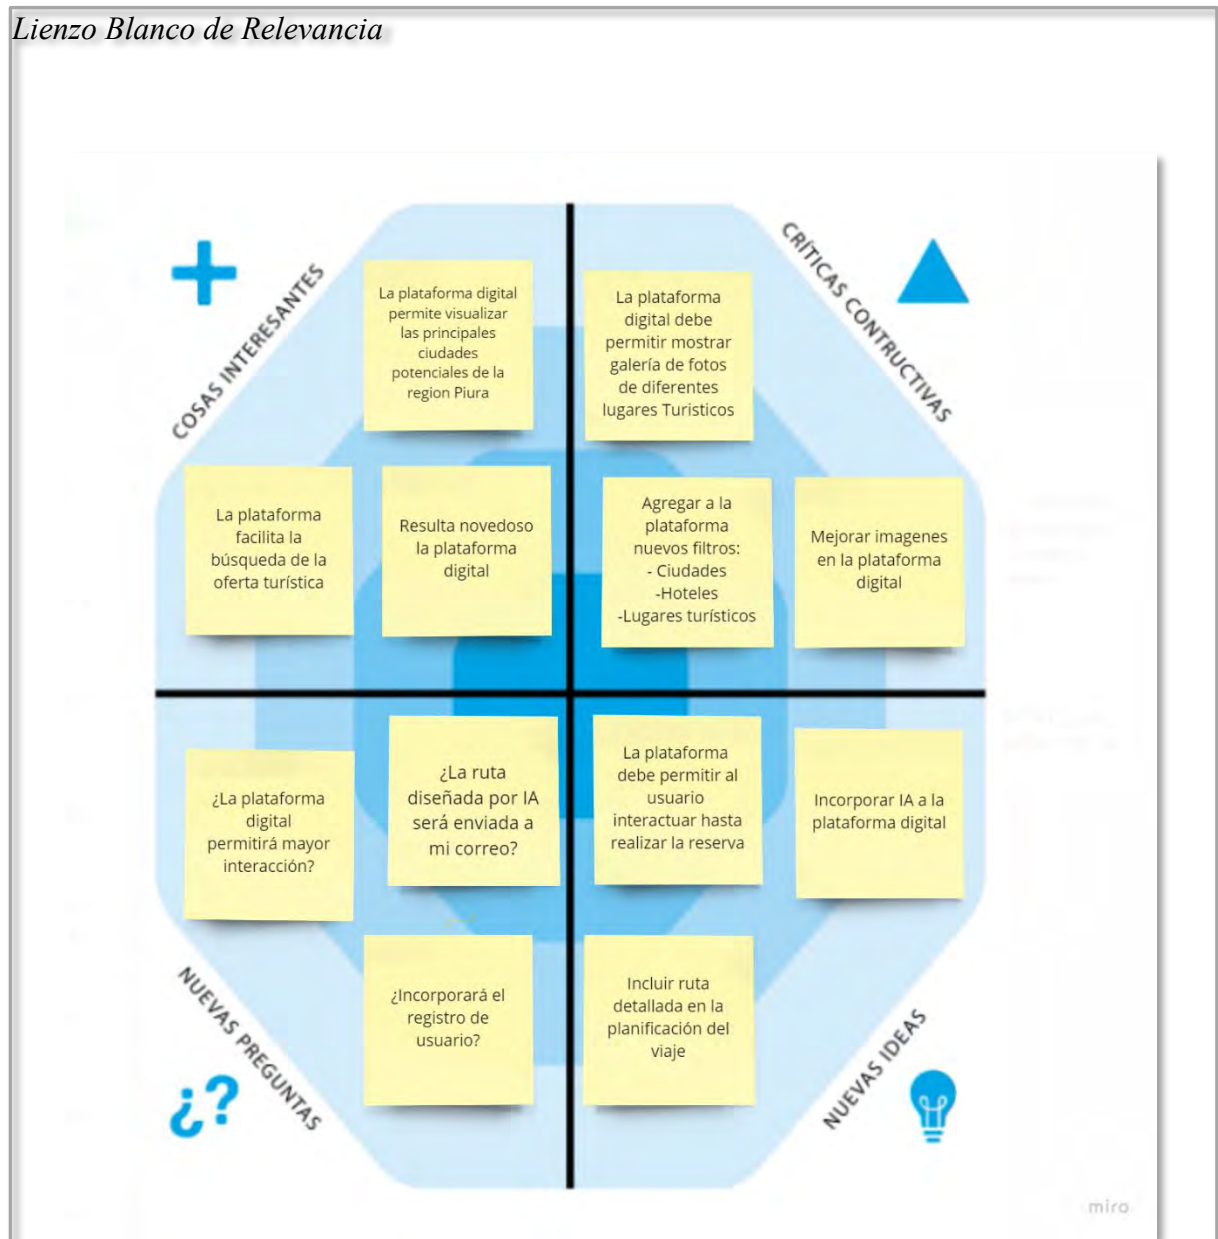 Lienzo Blanco de Relevancia
COSAS INTERESANTES
La plataforma digital
permite visualizar
las principales
ciudades
potenciales de la
region Piura
La plataforma
facilita la
búsqueda de la
oferta turística
Resulta novedoso
la plataforma
digital
CRÍTICAS CONTRUCTIVAS
La plataforma
digital debe
permitir mostrar
galería de fotos
de diferentes
lugares Turisticos
Agregar a la
plataforma
nuevos filtros:
- Ciudades
-Hoteles
-Lugares turísticos
Mejorar imagenes
en la plataforma
digital
¿La plataforma
digital
permitirá mayor
interacción?
¿La ruta
diseñada por IA
será enviada a
mi correo?
¿Incorporará el
registro de
usuario?
NUEVAS PREGUNTAS
¿?
La plataforma
debe permitir al
usuario
interactuar hasta
realizar la reserva
Incorporar IA a la
plataforma digital
Incluir ruta
detallada en la
planificación del
viaje
NUEVAS IDEAS
miro